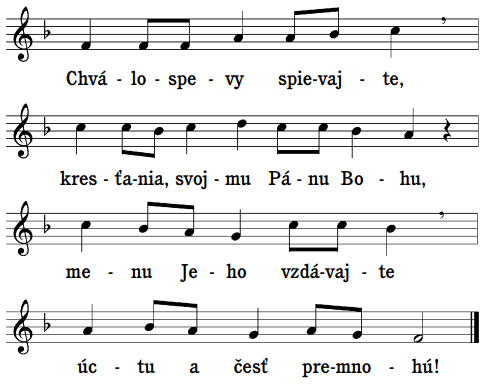 Chvá - lo - spe - vy spie-vaj - te,
kres - ťa-nia, svoj-mu Pá - nu Bo - hu,
me - nu Je - ho vzdá-vaj - te
úc - tu a česť pre-mno - hú!